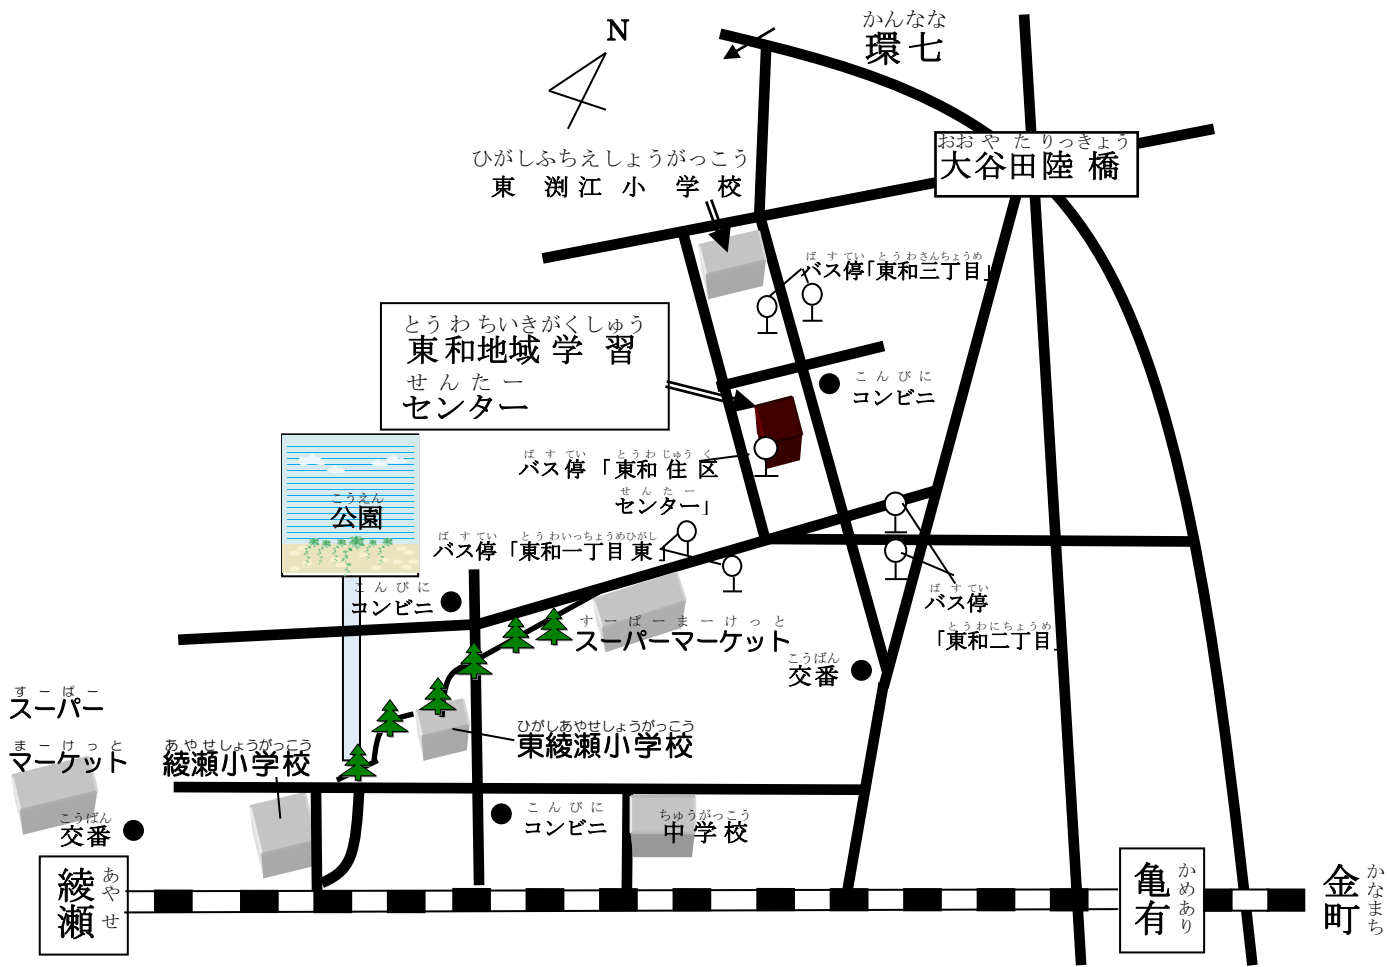 N
かんなな
環七
おおやたりっきょう
大谷田陸橋
ひがしふちえしょうがっこう
東渕江小学校
ばすてい とうわさんちょうめ
バス停「東和三丁目」
とうわちいきがくしゅう
東和地域学習
せんたー
センター
こんびに
コンビニ
ばすてい とうわじゅうく
バス停「東和住区
せんたー
センター」
こうえん
公園
ばすてい とうわいっちょうめひがし
バス停「東和一丁目東」
こんびに
コンビニ
ばすてい
バス停
とうわにちょうめ
「東和二丁目」
すーぱーまーけっと
スーパーマーケット
こうばん
交番
すーぱー
スーパー
まーけっと
マーケット
あやせしょうがっこう
綾瀬小学校
ひがしあやせしょうがっこう
東綾瀬小学校
こうばん
交番
こんびに
コンビニ
ちゅうがっこう
中学校
あやせ
綾瀬
かめあり
亀有
かなまち
金町